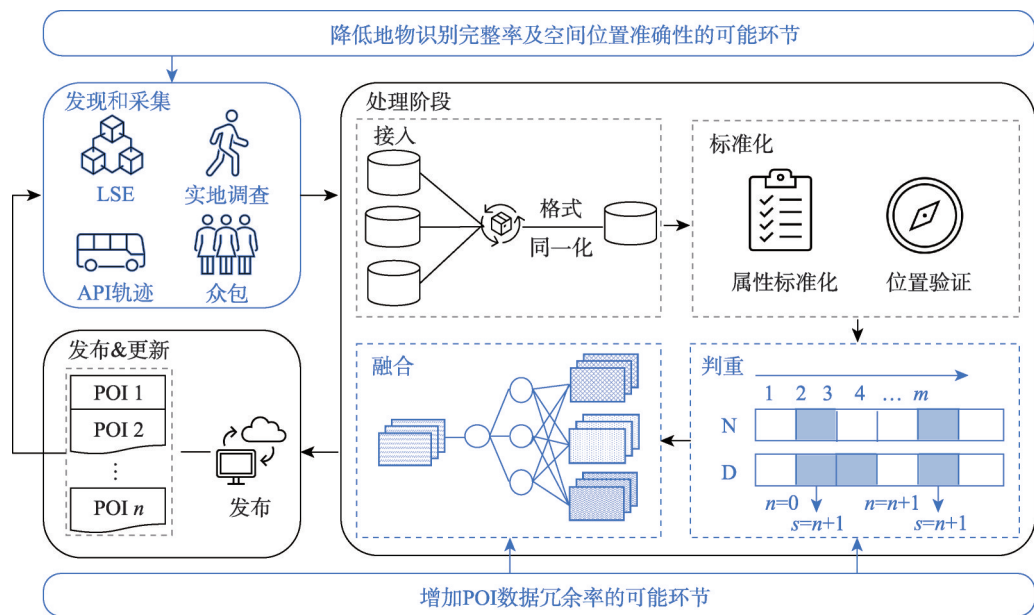 降低地物识别完整率及空间位置准确性的可能环节
发现和采集
LSE
实地调查
API轨迹
众包
处理阶段
接入
格式
同一化
标准化
属性标准化
位置验证
发布&更新
POI 1
POI 2
⋮
POI n
发布
融合
判重
1 2 3 4 … m
N
D
n=0 n=n+1
s=n+1 s=n+1
增加POI数据冗余率的可能环节